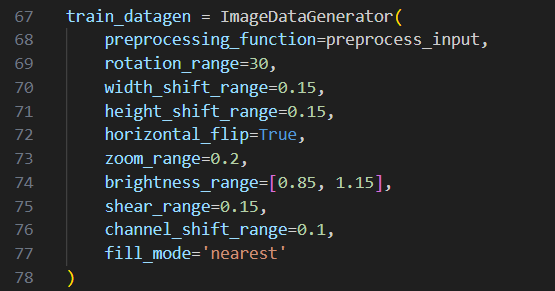 67 train_datagen = ImageDataGenerator(
68     preprocessing_function=preprocess_input,
69     rotation_range=30,
70     width_shift_range=0.15,
71     height_shift_range=0.15,
72     horizontal_flip=True,
73     zoom_range=0.2,
74     brightness_range=[0.85, 1.15],
75     shear_range=0.15,
76     channel_shift_range=0.1,
77     fill_mode='nearest'
78 )